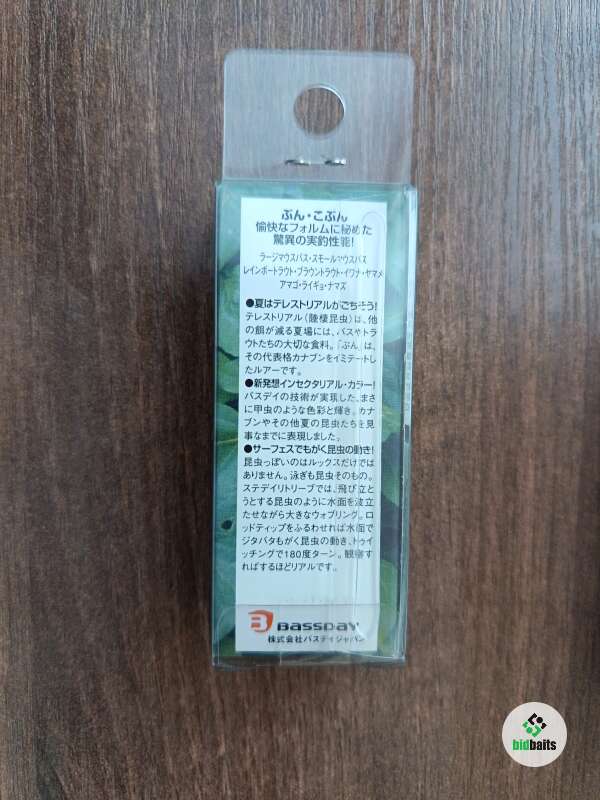 ぶん・こぶん
愉快なフォルムに秘めた
驚異の実釣性能!
ラージマウスバス・スモールマウスバス
レインボートラウト・ブラウントラウト・イワナ・ヤマメ
アマゴ・ライギョ・ナマズ
●夏はテレストリアルがごちそう!
テレストリアル(陸棲昆虫)は、他
の餌が減る夏場には、バスやトラ
ウトたちの大切な食料。「ぶん」は、
その代表格カナブンをイミテートし
たルアーです。
●新発想インセクタリアル・カラー!
バスデイの技術が実現した、まさ
に甲虫のような色彩と輝き。カナ
ブンやその他夏の昆虫たちを見
事なまでに表現しました。
●サーフェスでもがく昆虫の動き!
昆虫っぽいのはルックスだけでは
ありません。泳ぎも昆虫そのもの。
ステディリトリーブでは、飛び立と
うとする昆虫のように水面を波立
たせながら大きなウォブリング。ロ
ッドティップをふるわせれば水面で
ジタバタもがく昆虫の動き、トゥイ
ッチングで180度ターン。観察す
ればするほどリアルです。
BASSDAY
株式会社バスデイジャパン
bidbaits